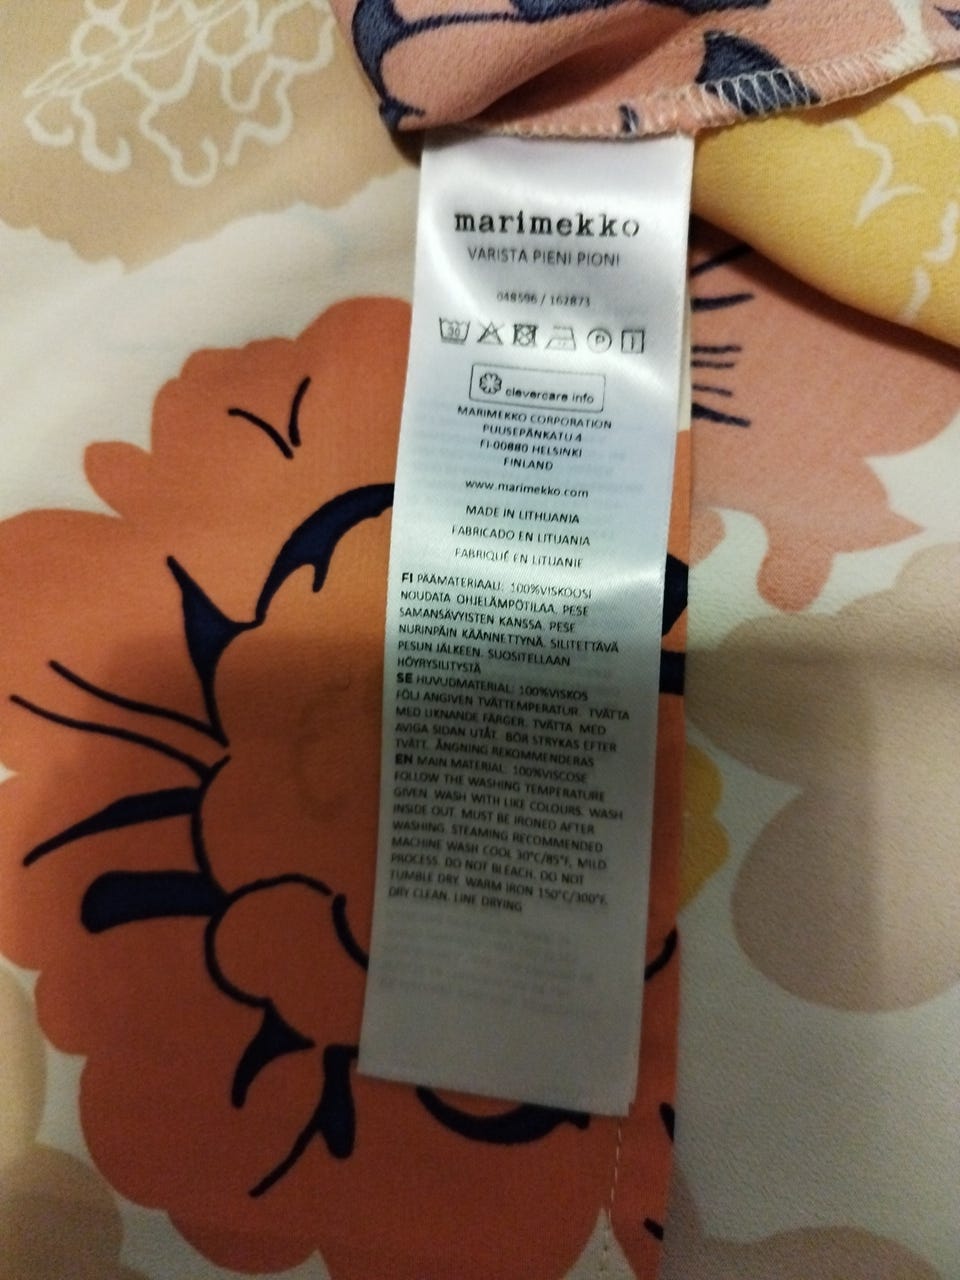 marimekko
VARISTA PIENI PIONI
048596 / 162873
30 P
clevercare info
MARIMEKKO CORPORATION
PUUSEPÄNKATU 4
FI-00880 HELSINKI
FINLAND
www.marimekko.com
MADE IN LITHUANIA
FABRICADO EN LITUANIA
FABRIQUÉ EN LITUANIE
FI PÄÄMATERIAALI: 100%VISKOOSI
NOUDATA OHJELÄMPÖTILAA. PESE
SAMANSÄVYISTEN KANSSA. PESE
NURINPÄIN KÄÄNNETTYNÄ. SILITETTÄVÄ
PESUN JÄLKEEN. SUOSITELLAAN
HÖYRYSILITYSTÄ
SE HUVUDMATERIAL: 100%VISKOS
FÖLJ ANGIVEN TVÄTTEMPERATUR. TVÄTTA
MED LIKNANDE FÄRGER. TVÄTTA MED
AVIGA SIDAN UTÅT. BÖR STRYKAS EFTER
TVÄTT. ÅNGNING REKOMMENDERAS
EN MAIN MATERIAL: 100%VISCOSE
FOLLOW THE WASHING TEMPERATURE
GIVEN. WASH WITH LIKE COLOURS. WASH
INSIDE OUT. MUST BE IRONED AFTER
WASHING. STEAMING RECOMMENDED
MACHINE WASH COOL 30°C/85°F, MILD
PROCESS. DO NOT BLEACH. DO NOT
TUMBLE DRY. WARM IRON 150°C/300°F.
DRY CLEAN. LINE DRYING